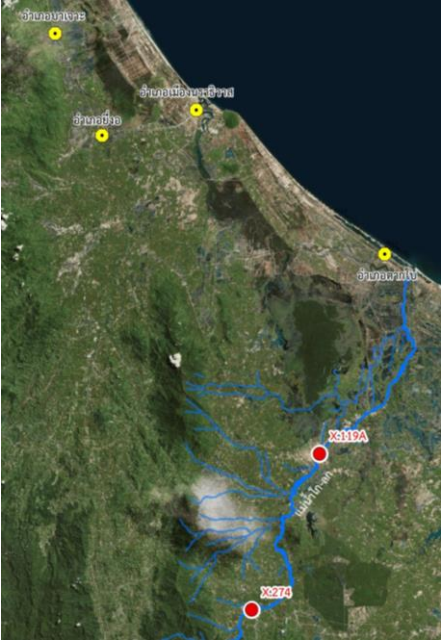 อำเภอบาเจาะ
อำเภอเมืองนราธิวาส
อำเภอยี่งอ
อำเภอตากใบ
X.119A
แม่น้ำโก-ลก
X.274